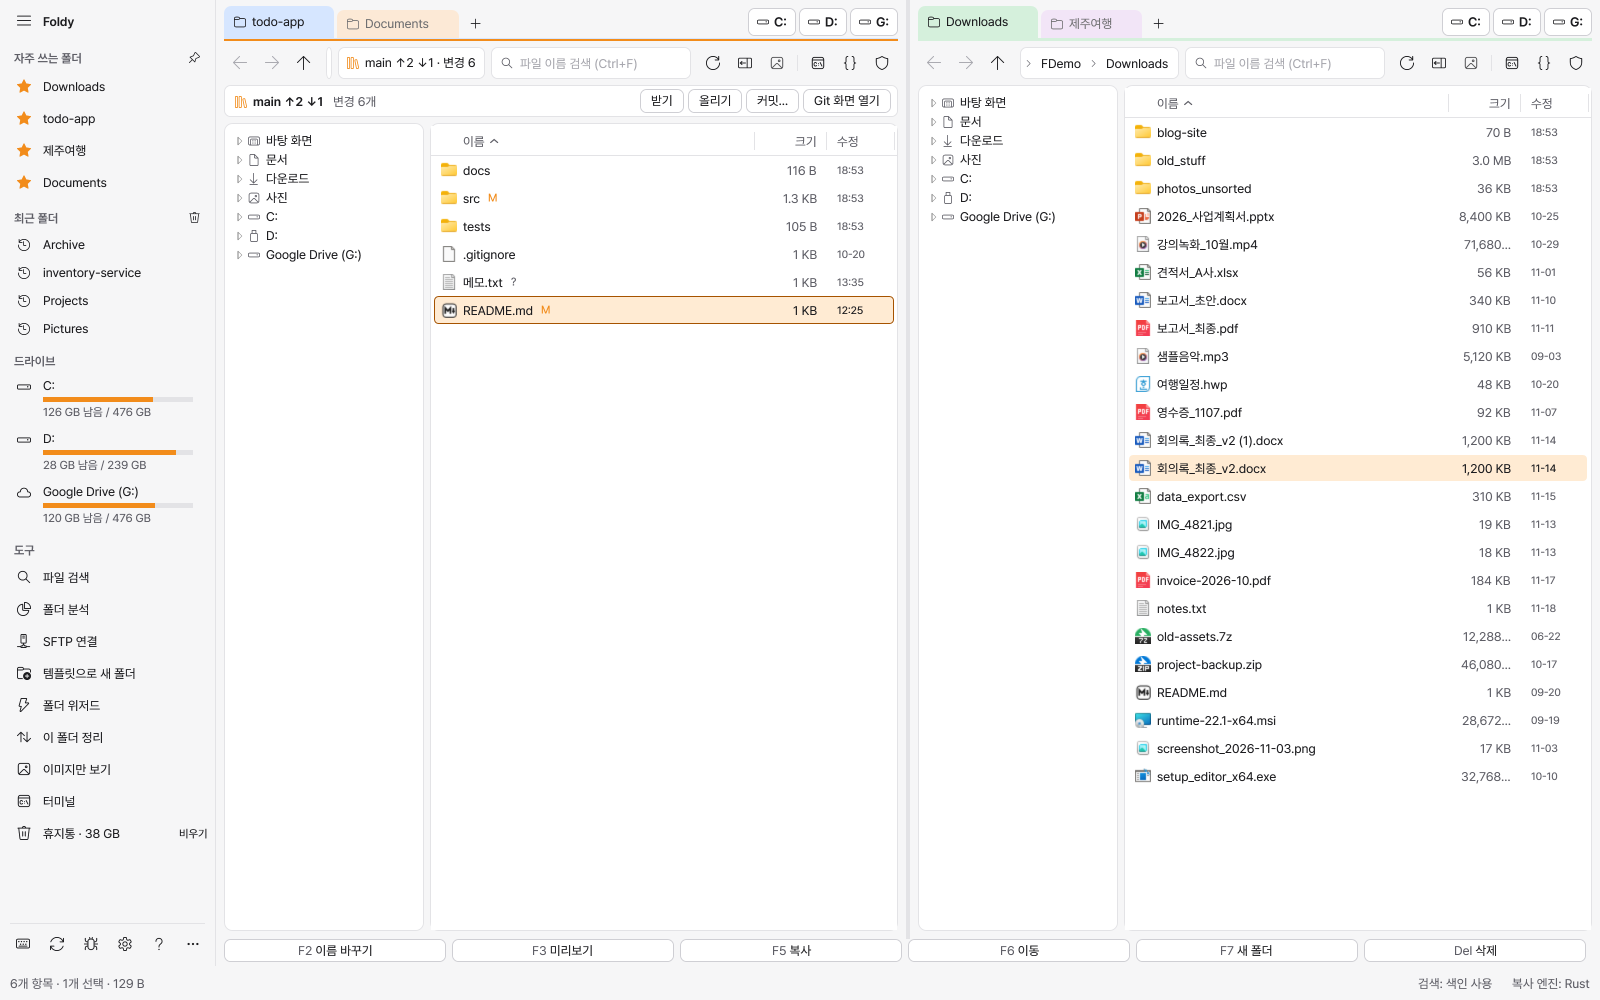 Foldy
자주 쓰는 폴더
Downloads
todo-app
제주여행
Documents
최근 폴더
Archive
inventory-service
Projects
Pictures
드라이브
C:
126 GB 남음 / 476 GB
D:
28 GB 남음 / 239 GB
Google Drive (G:)
120 GB 남음 / 476 GB
도구
파일 검색
폴더 분석
SFTP 연결
템플릿으로 새 폴더
폴더 위저드
이 폴더 정리
이미지만 보기
터미널
휴지통 · 38 GB 비우기
todo-app Documents + C: D: G:
main ↑2 ↓1 · 변경 6 파일 이름 검색 (Ctrl+F)
main ↑2 ↓1 변경 6개 받기 올리기 커밋... Git 화면 열기
바탕 화면
문서
다운로드
사진
C:
D:
Google Drive (G:)
이름 크기 수정
docs 116 B 18:53
src M 1.3 KB 18:53
tests 105 B 18:53
.gitignore 1 KB 10-20
메모.txt ? 1 KB 13:35
README.md M 1 KB 12:25
Downloads 제주여행 + C: D: G:
FDemo Downloads 파일 이름 검색 (Ctrl+F)
바탕 화면
문서
다운로드
사진
C:
D:
Google Drive (G:)
이름 크기 수정
blog-site 70 B 18:53
old_stuff 3.0 MB 18:53
photos_unsorted 36 KB 18:53
2026_사업계획서.pptx 8,400 KB 10-25
강의녹화_10월.mp4 71,680... 10-29
견적서_A사.xlsx 56 KB 11-01
보고서_초안.docx 340 KB 11-10
보고서_최종.pdf 910 KB 11-11
샘플음악.mp3 5,120 KB 09-03
여행일정.hwp 48 KB 10-20
영수증_1107.pdf 92 KB 11-07
회의록_최종_v2 (1).docx 1,200 KB 11-14
회의록_최종_v2.docx 1,200 KB 11-14
data_export.csv 310 KB 11-15
IMG_4821.jpg 19 KB 11-13
IMG_4822.jpg 18 KB 11-13
invoice-2026-10.pdf 184 KB 11-17
notes.txt 1 KB 11-18
old-assets.7z 12,288... 06-22
project-backup.zip 46,080... 10-17
README.md 1 KB 09-20
runtime-22.1-x64.msi 28,672... 09-19
screenshot_2026-11-03.png 17 KB 11-03
setup_editor_x64.exe 32,768... 10-10
F2 이름 바꾸기 F3 미리보기 F5 복사 F6 이동 F7 새 폴더 Del 삭제
6개 항목 · 1개 선택 · 129 B 검색: 색인 사용 복사 엔진: Rust